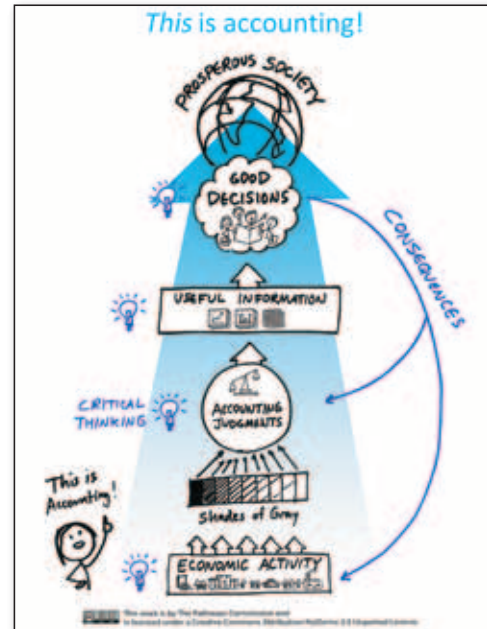 This is accounting!
PROSPEROUS SOCIETY
GOOD
DECISIONS
CONSEQUENCES
USEFUL INFORMATION
CRITICAL
THINKING
ACCOUNTING
JUDGMENTS
This is
Accounting!
Shades of Gray
ECONOMIC ACTIVITY
This work is by The Pathways Commission and
is licensed under a Creative Commons Attribution-NoDerivs 3.0 Unported License